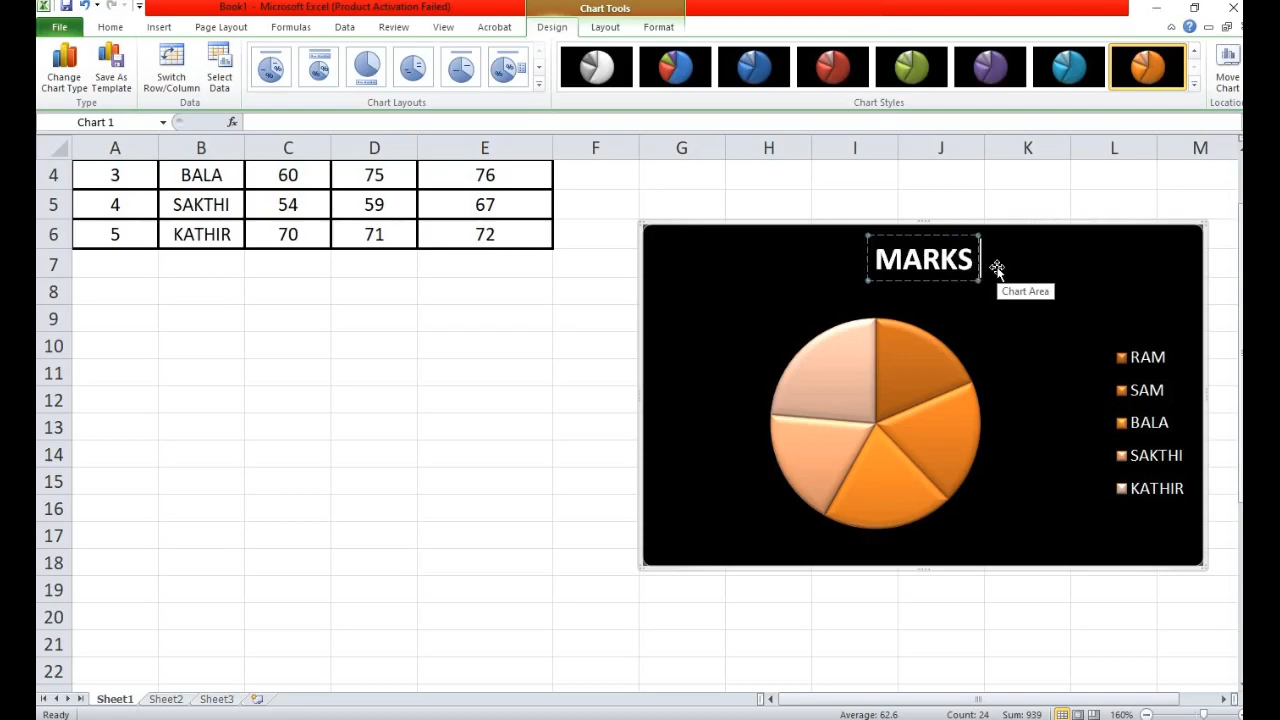 Book1 - Microsoft Excel (Product Activation Failed)
Chart Tools
File Home Insert Page Layout Formulas Data Review View Acrobat Design Layout Format
Change Chart Type
Save As Template
Switch Row/Column
Select Data
Move Chart
Type
Data
Chart Layouts
Chart Styles
Locatio
Chart 1
fx
A B C D E F G H I J K L M
4 3 BALA 60 75 76
5 4 SAKTHI 54 59 67
6 5 KATHIR 70 71 72
7
8
9
10
11
12
13
14
15
16
17
18
19
20
21
22
MARKS
Chart Area
RAM
SAM
BALA
SAKTHI
KATHIR
Sheet1 Sheet2 Sheet3
Ready Average: 62.6 Count: 24 Sum: 939 160%